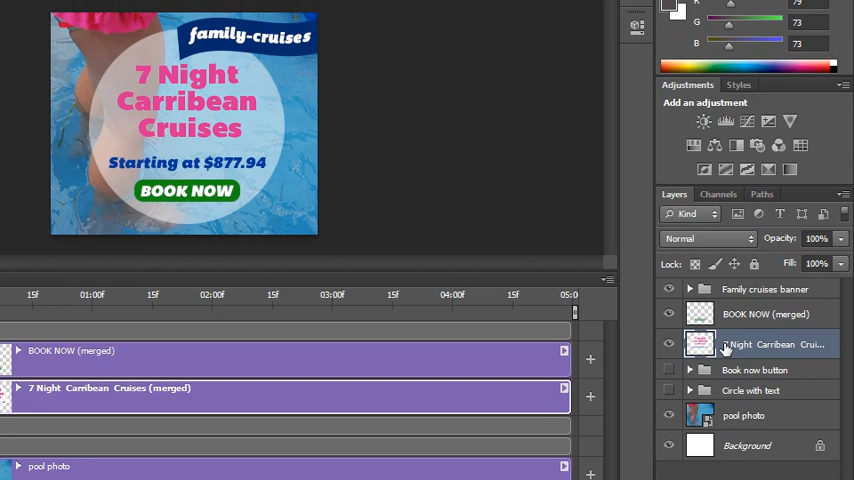 R
79
G
73
B
73
family-cruises
7 Night
Carribean
Cruises
Starting at $877.94
BOOK NOW
Adjustments
Styles
Add an adjustment
Layers
Channels
Paths
Kind
Normal
Opacity: 100%
Lock:
Fill: 100%
Family cruises banner
BOOK NOW (merged)
7 Night Carribean Crui...
Book now button
Circle with text
pool photo
Background
15f
01:00f
15f
02:00f
15f
03:00f
15f
04:00f
15f
05:0
BOOK NOW (merged)
7 Night Carribean Cruises (merged)
pool photo